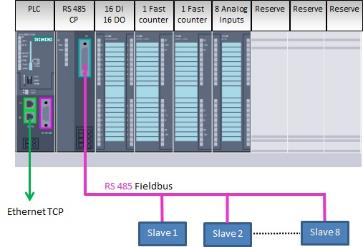 PLC
RS 485 CP
16 DI 16 DO
1 Fast counter
1 Fast counter
8 Analog Inputs
Reserve
Reserve
Reserve
SIEMENS
RS 485 Fieldbus
Ethernet TCP
Slave 1
Slave 2
Slave 8